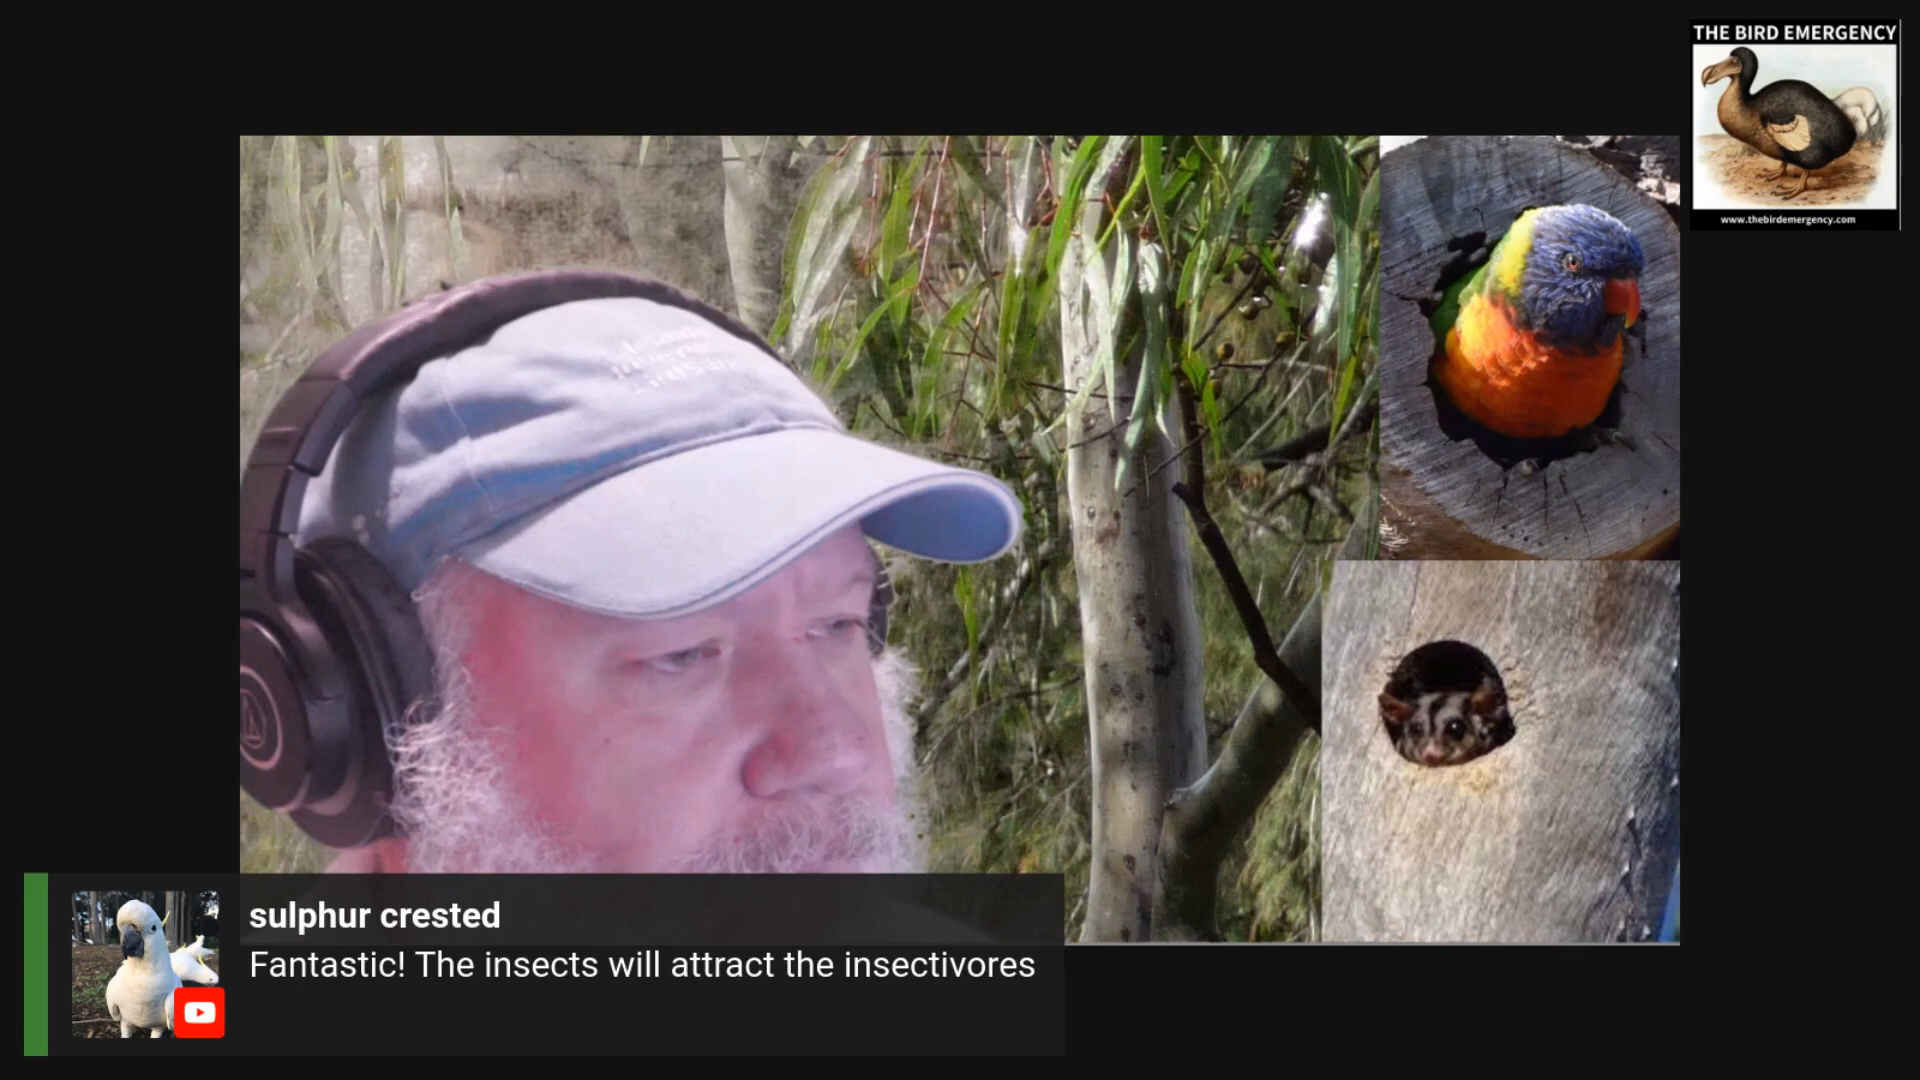 THE BIRD EMERGENCY
www.thebirdemergency.com
sulphur crested
Fantastic! The insects will attract the insectivores